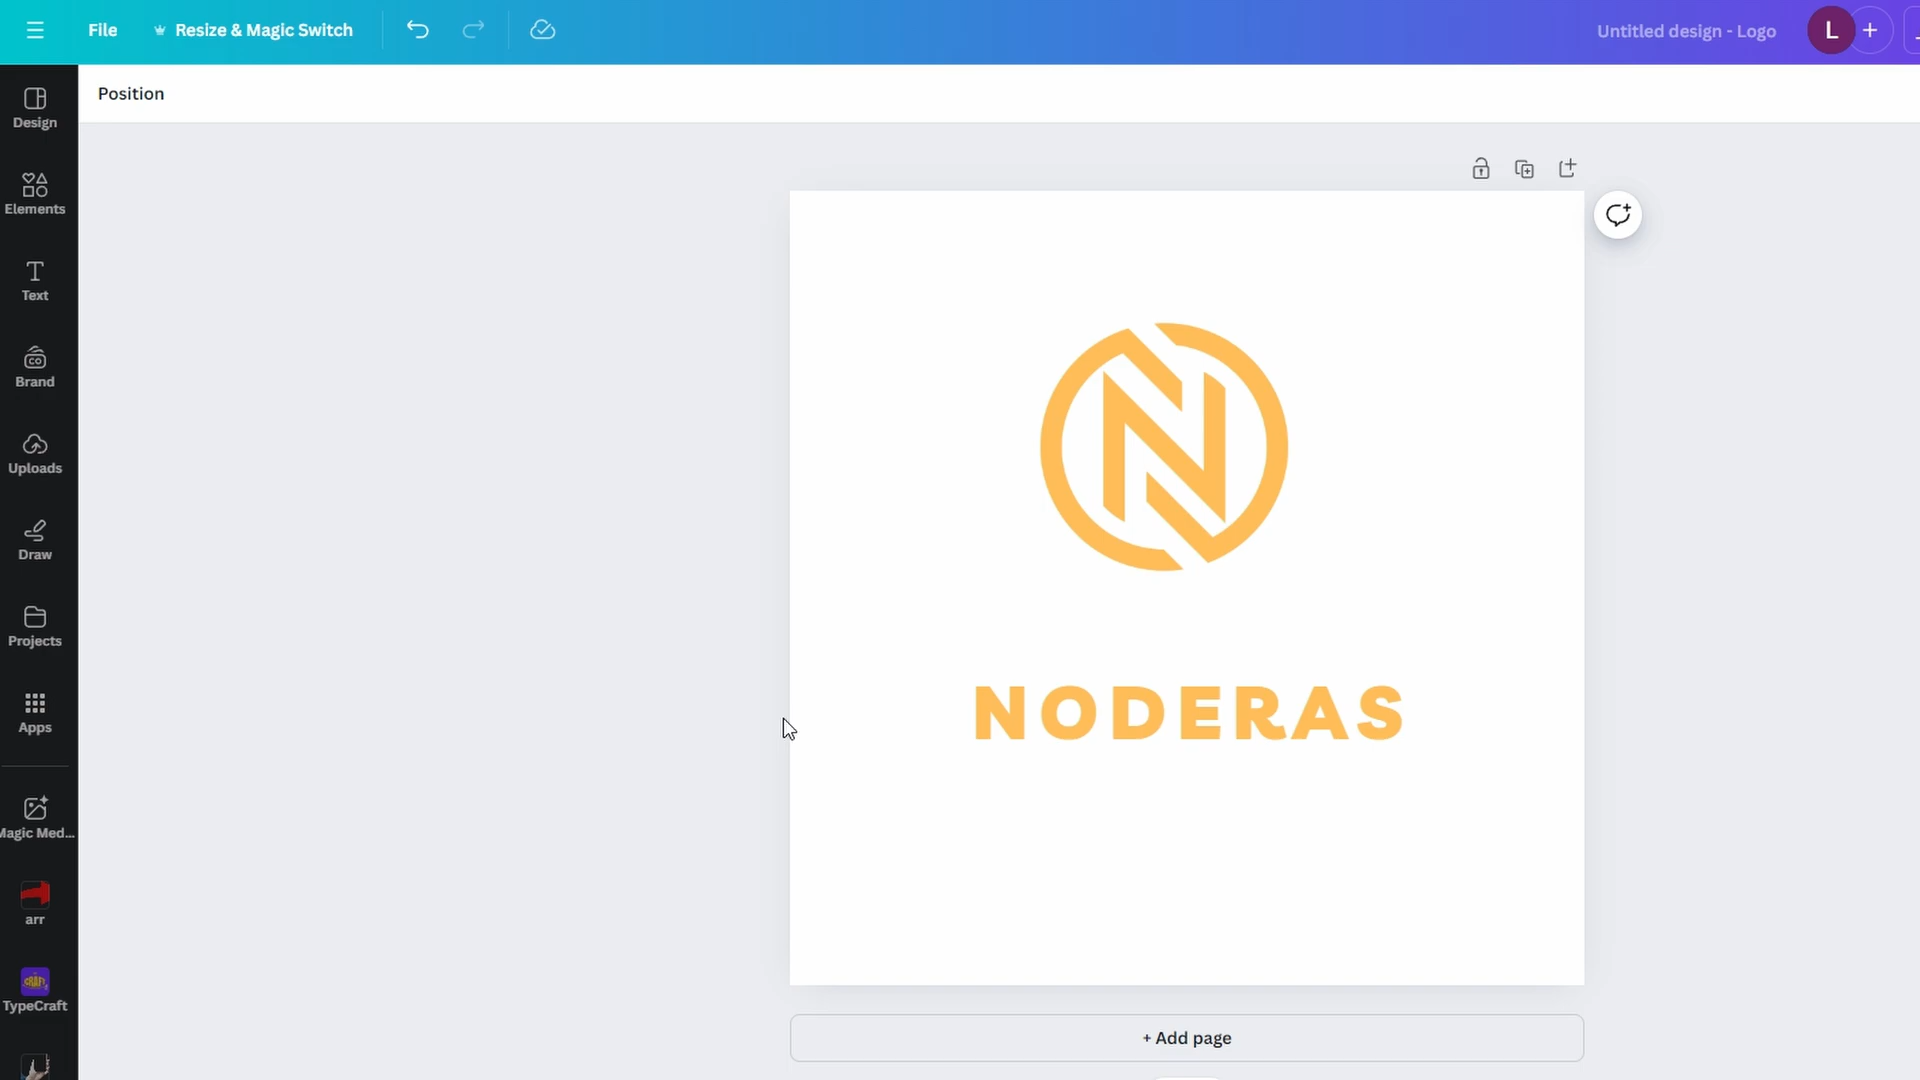 File
Resize & Magic Switch
Untitled design - Logo
L
+
Position
Design
Elements
Text
Brand
Uploads
Draw
Projects
Apps
Magic Med...
arr
TypeCraft
N
NODERAS
+ Add page